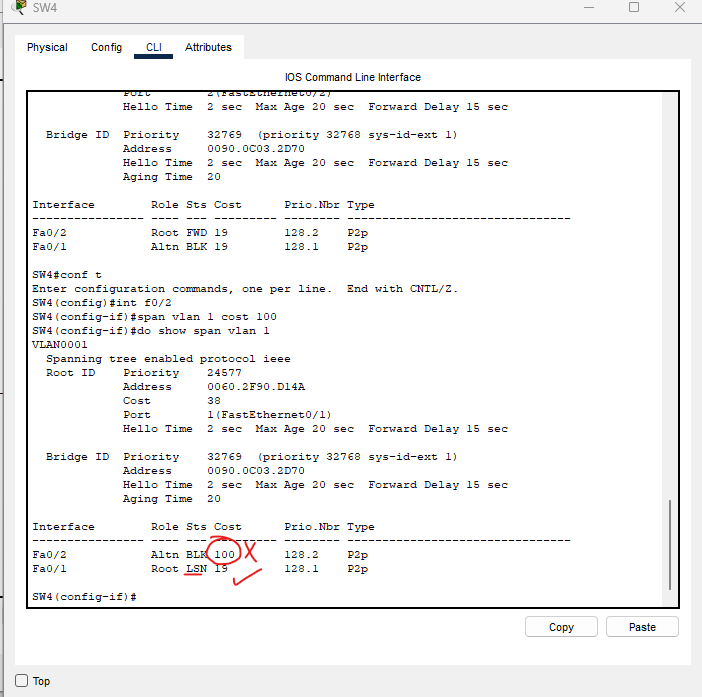 SW4
Physical Config CLI Attributes
IOS Command Line Interface
Port 2(FastEthernet0/2)
Hello Time 2 sec Max Age 20 sec Forward Delay 15 sec
Bridge ID Priority 32769 (priority 32768 sys-id-ext 1)
Address 0090.0C03.2D70
Hello Time 2 sec Max Age 20 sec Forward Delay 15 sec
Aging Time 20
Interface Role Sts Cost Prio.Nbr Type
---------------- ---- --- --------- -------- --------------------------------
Fa0/2 Root FWD 19 128.2 P2p
Fa0/1 Altn BLK 19 128.1 P2p
SW4#conf t
Enter configuration commands, one per line. End with CNTL/Z.
SW4(config)#int f0/2
SW4(config-if)#span vlan 1 cost 100
SW4(config-if)#do show span vlan 1
VLAN0001
Spanning tree enabled protocol ieee
Root ID Priority 24577
Address 0060.2F90.D14A
Cost 38
Port 1(FastEthernet0/1)
Hello Time 2 sec Max Age 20 sec Forward Delay 15 sec
Bridge ID Priority 32769 (priority 32768 sys-id-ext 1)
Address 0090.0C03.2D70
Hello Time 2 sec Max Age 20 sec Forward Delay 15 sec
Aging Time 20
Interface Role Sts Cost Prio.Nbr Type
---------------- ---- --- --------- -------- --------------------------------
Fa0/2 Altn BLK 100 128.2 P2p
Fa0/1 Root LSN 19 128.1 P2p
SW4(config-if)#
Copy Paste
Top